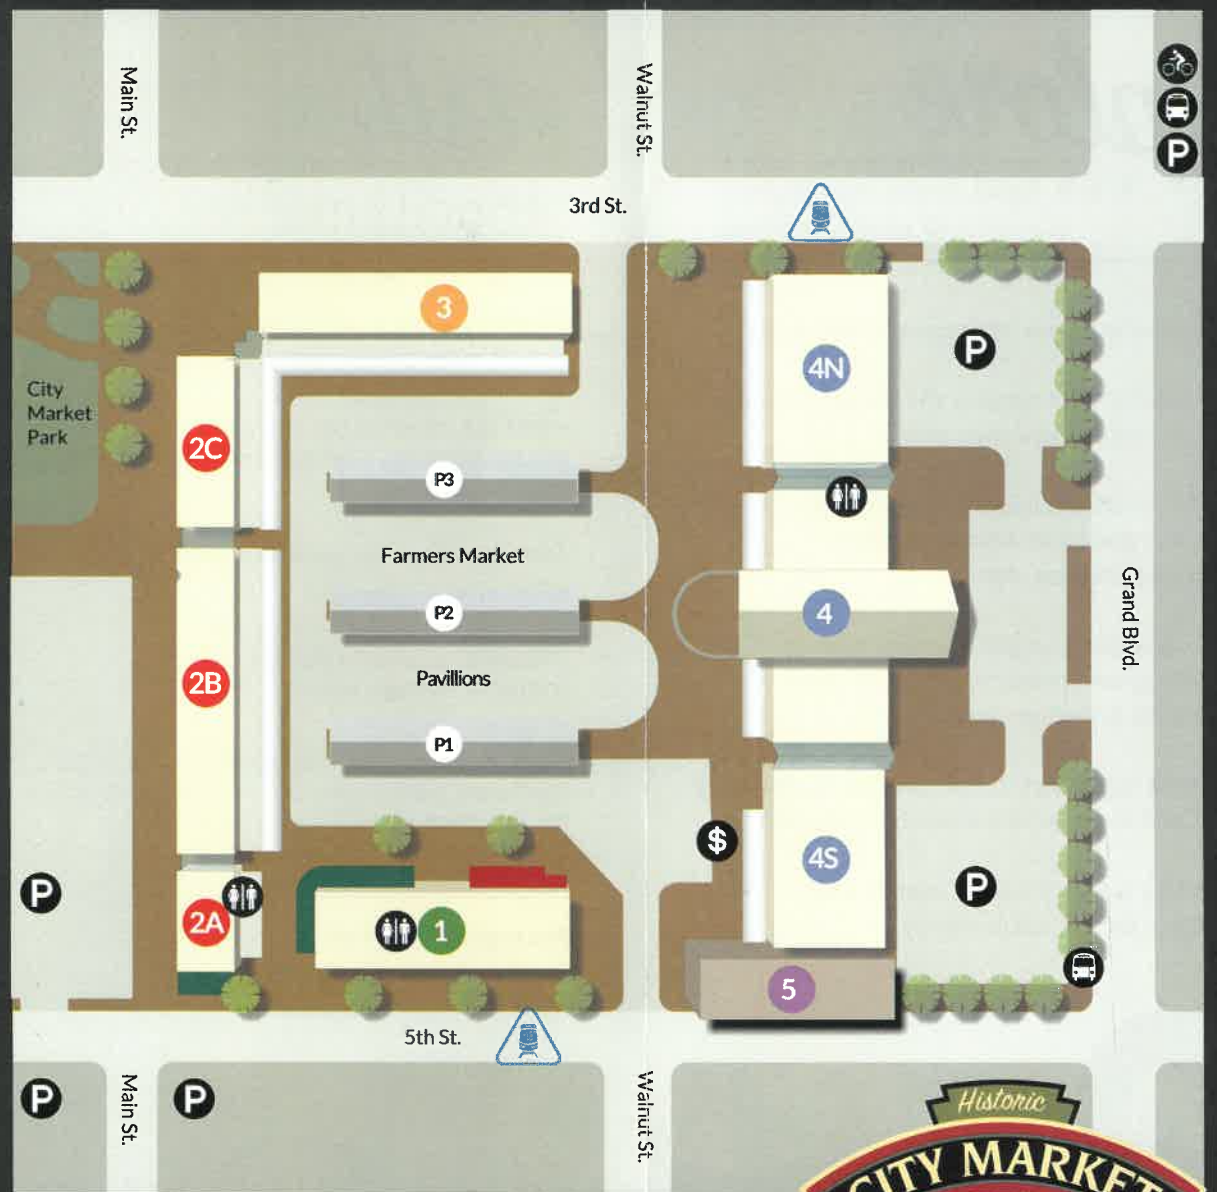 Main St.
Walnut St.
P
3rd St.
3
4N
P
City
Market
Park
2C
P3
Farmers Market
4
Grand Blvd.
P2
2B
Pavillions
P1
$
4S
P
P
2A
1
5
5th St.
P
Main St.
P
Walnut St.
Historic
CITY MARKET